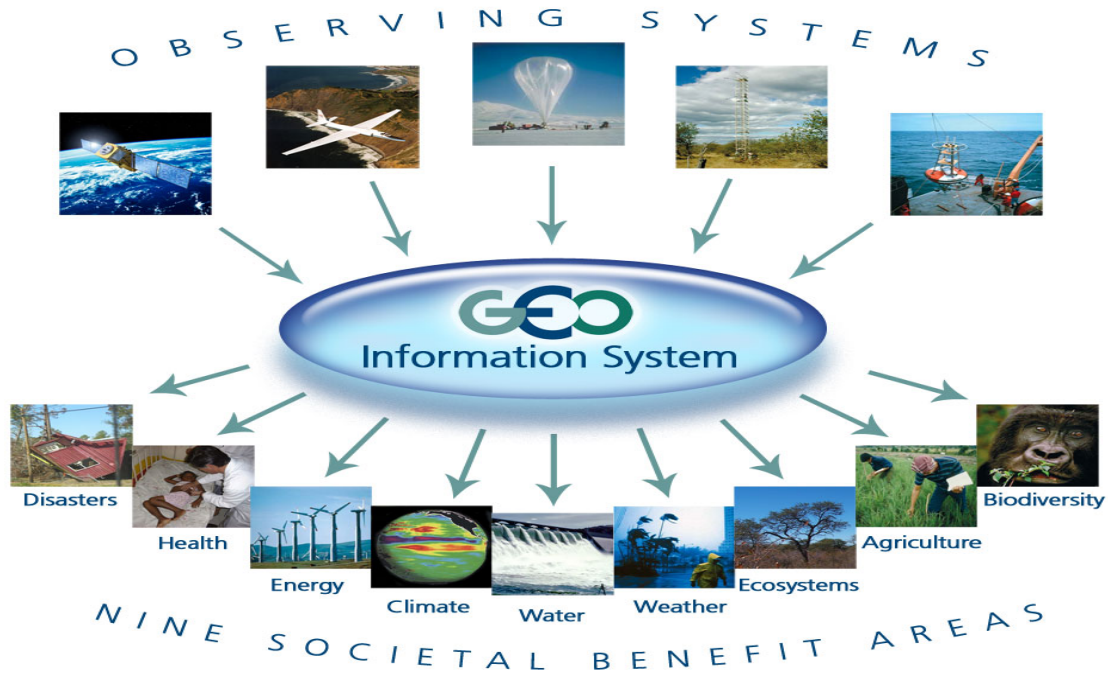 OBSERVING SYSTEMS
GEO
Information System
Disasters
Health
Energy
Climate
Water
Weather
Ecosystems
Agriculture
Biodiversity
NINE SOCIETAL BENEFIT AREAS